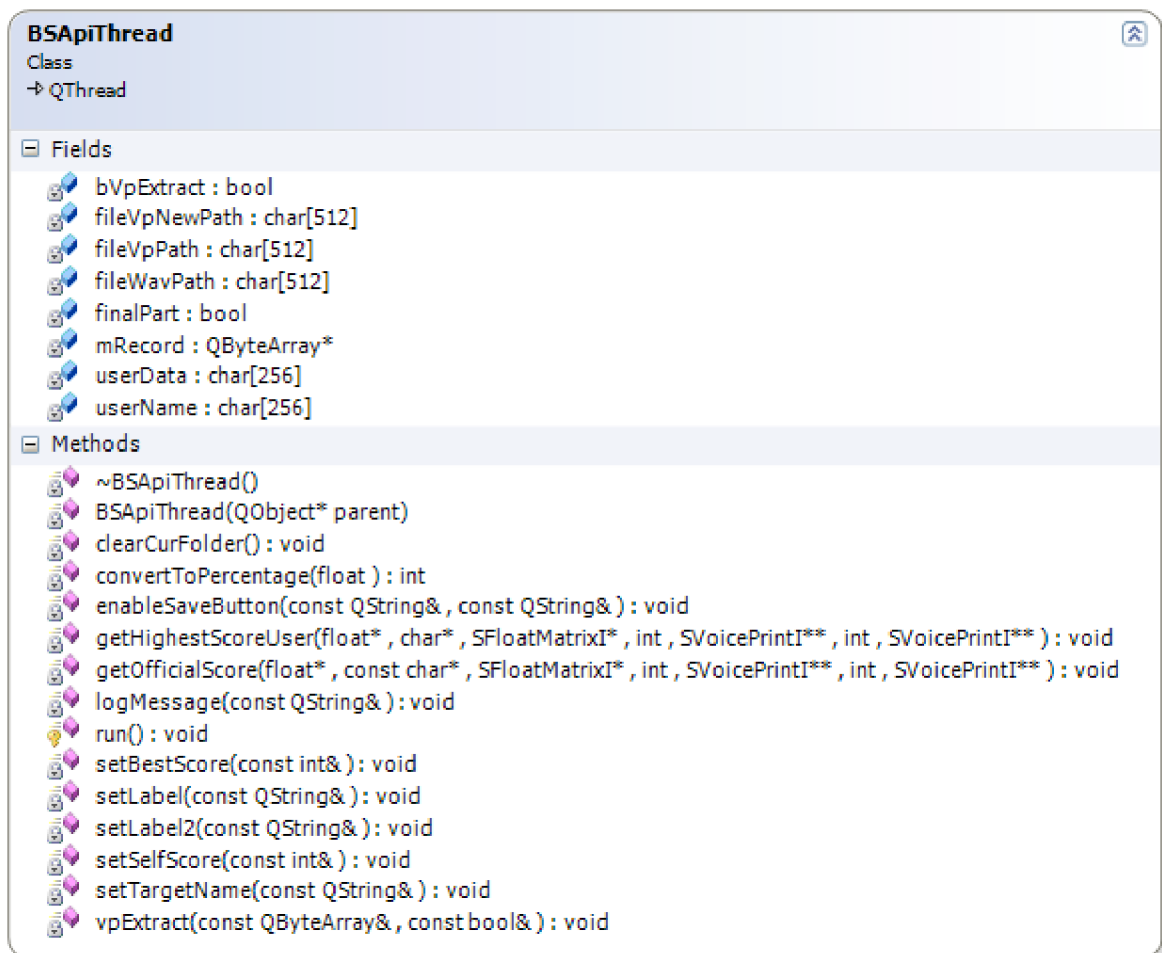 BSApiThread
Class
QThread
Fields
bVpExtract : bool
fileVpNewPath : char[512]
fileVpPath : char[512]
fileWavPath : char[512]
finalPart : bool
mRecord : QByteArray*
userData : char[256]
userName : char[256]
Methods
~BSApiThread()
BSApiThread(QObject* parent)
clearCurFolder() : void
convertToPercentage(float ) : int
enableSaveButton(const QString& , const QString& ) : void
getHighestScoreUser(float* , char* , SFloatMatrixI* , int , SVoicePrintI** , int , SVoicePrintI** ) : void
getOfficialScore(float* , const char* , SFloatMatrixI* , int , SVoicePrintI** , int , SVoicePrintI** ) : void
logMessage(const QString& ) : void
run() : void
setBestScore(const int& ) : void
setLabel(const QString& ) : void
setLabel2(const QString& ) : void
setSelfScore(const int& ) : void
setTargetName(const QString& ) : void
vpExtract(const QByteArray& , const bool& ) : void